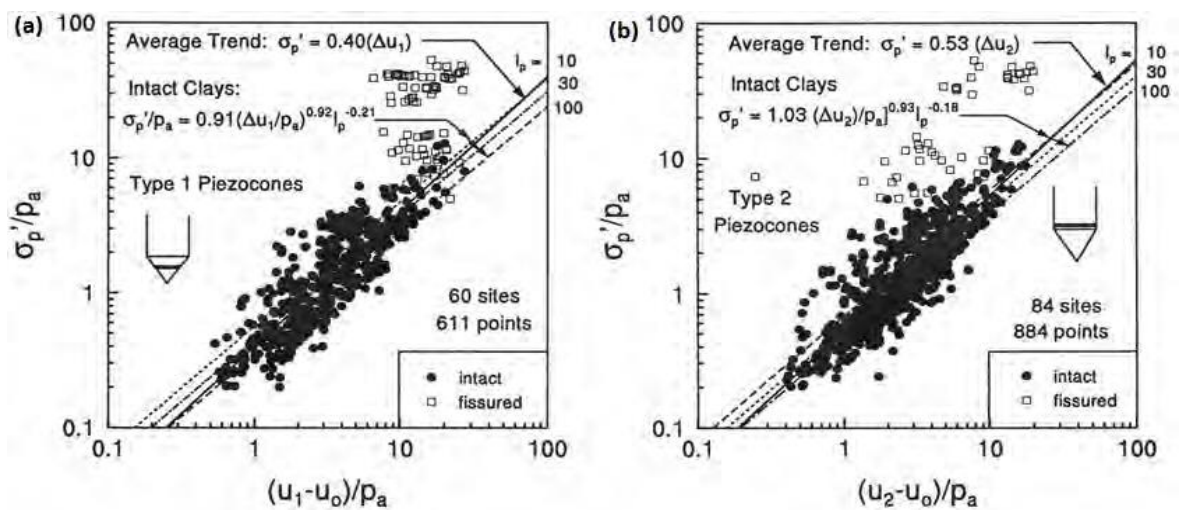 (a)
100
Average Trend: σp' = 0.40(Δu1)
Ip = 10
30
100
Intact Clays:
σp'/pa = 0.91(Δu1/pa)^0.92 Ip^-0.21
10
Type 1 Piezocones
σp'/pa
1
60 sites
611 points
● intact
□ fissured
0.1
0.1 1 10 100
(u1-uo)/pa
(b)
100
Average Trend: σp' = 0.53 (Δu2)
Ip = 10
30
100
Intact Clays
σp' = 1.03 (Δu2)/pa]^0.93 Ip^-0.18
10
Type 2
Piezocones
σp'/pa
1
84 sites
884 points
● intact
□ fissured
0.1
0.1 1 10 100
(u2-uo)/pa